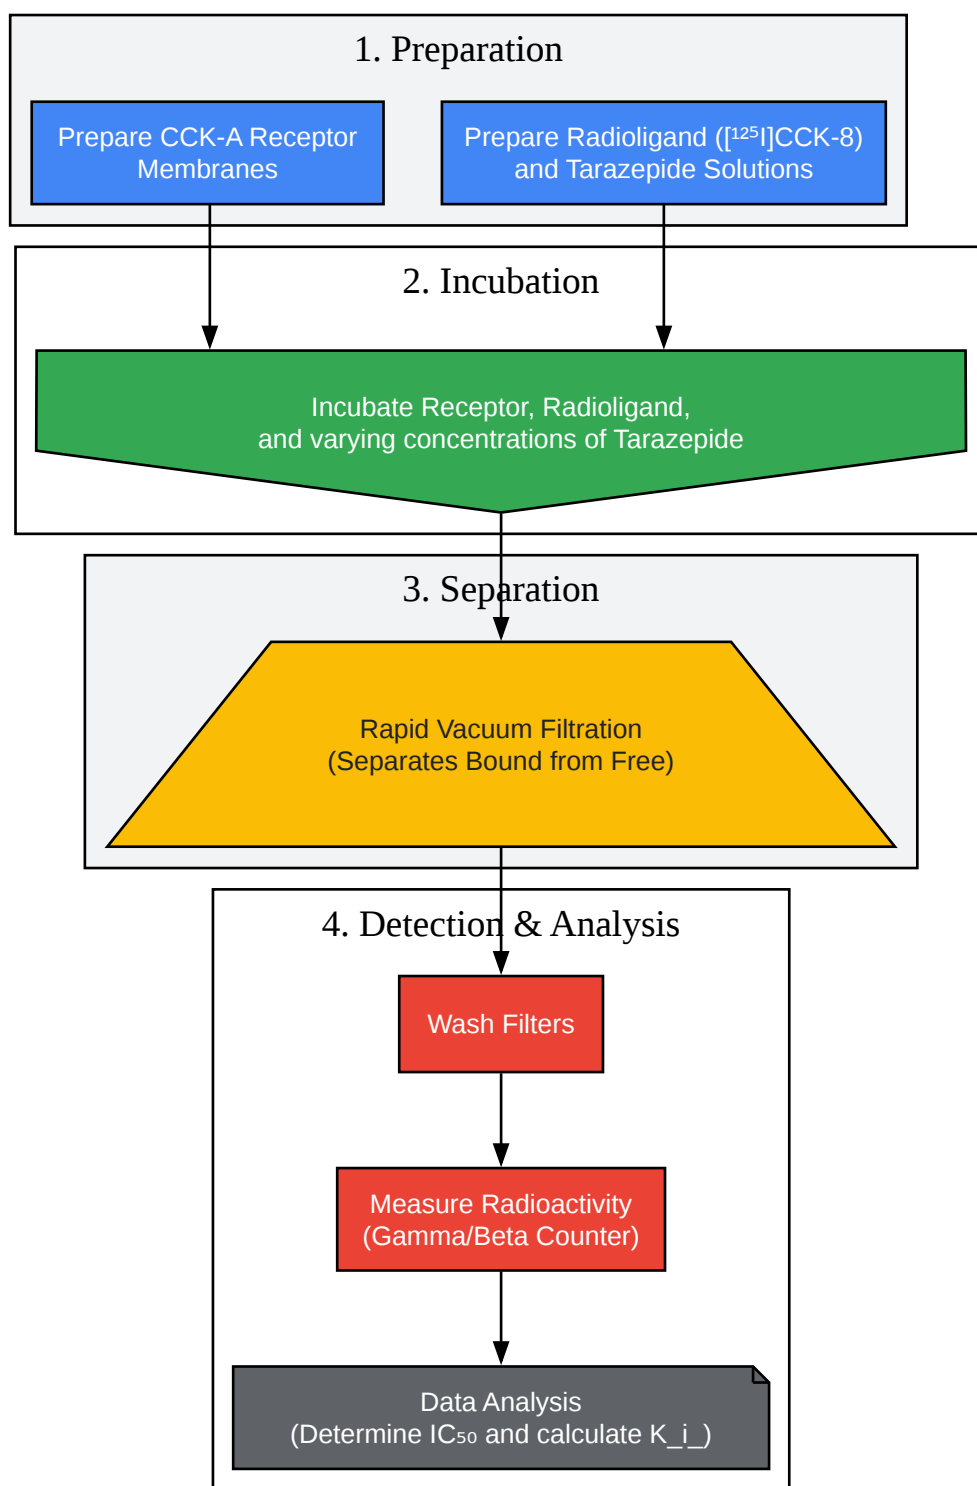 1. Preparation
Prepare CCK-A Receptor
Membranes
Prepare Radioligand ([¹²⁵I]CCK-8)
and Tarazepide Solutions
2. Incubation
Incubate Receptor, Radioligand,
and varying concentrations of Tarazepide
3. Separation
Rapid Vacuum Filtration
(Separates Bound from Free)
4. Detection & Analysis
Wash Filters
Measure Radioactivity
(Gamma/Beta Counter)
Data Analysis
(Determine IC₅₀ and calculate K_i_)